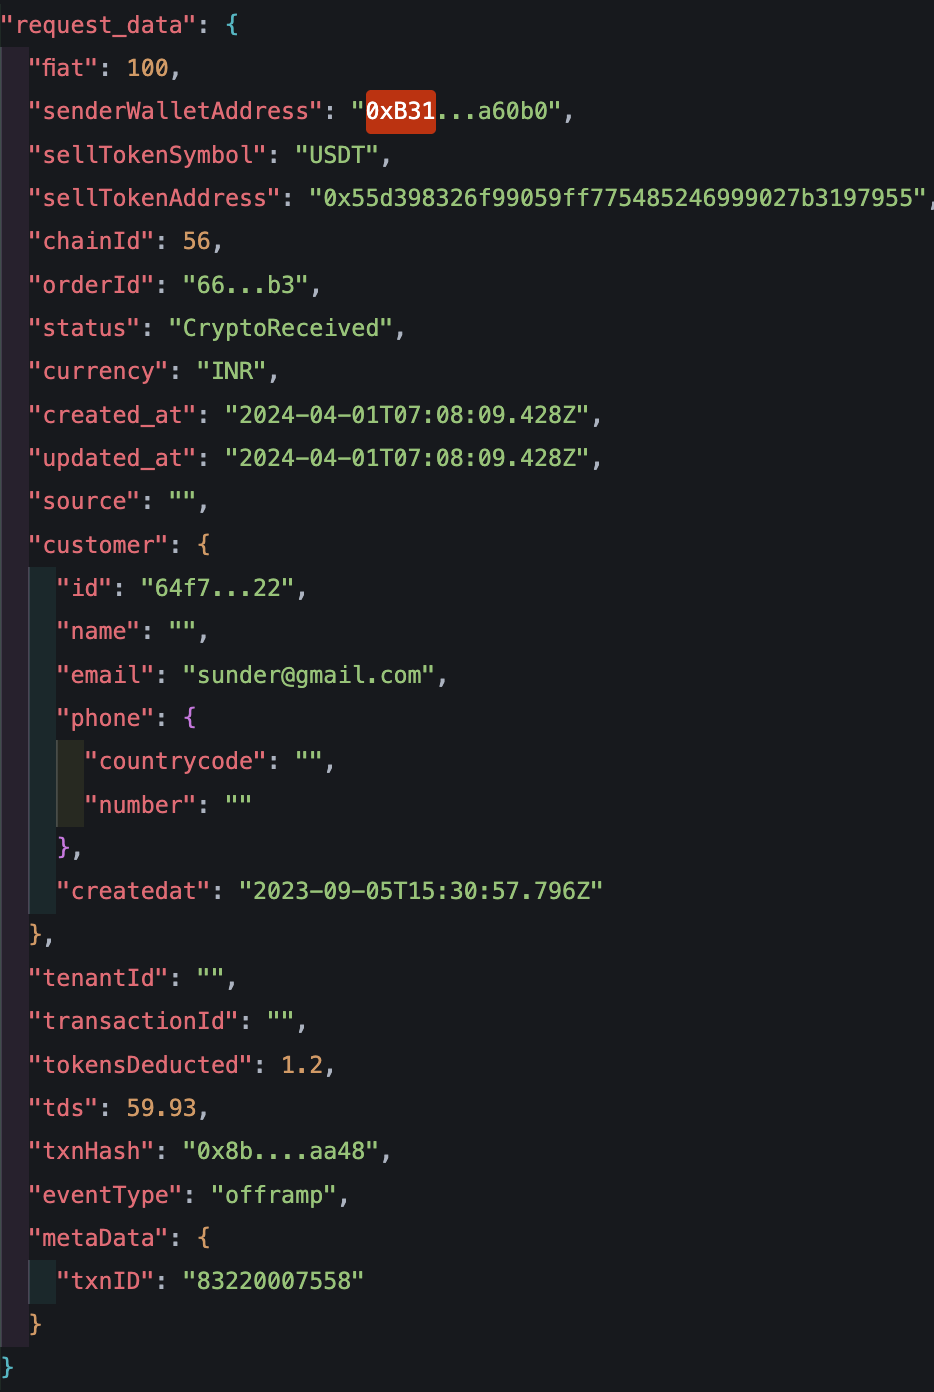 "request_data": {
"fiat": 100,
"senderWalletAddress": "0xB31...a60b0",
"sellTokenSymbol": "USDT",
"sellTokenAddress": "0x55d398326f99059ff775485246999027b3197955",
"chainId": 56,
"orderId": "66...b3",
"status": "CryptoReceived",
"currency": "INR",
"created_at": "2024-04-01T07:08:09.428Z",
"updated_at": "2024-04-01T07:08:09.428Z",
"source": "",
"customer": {
"id": "64f7...22",
"name": "",
"email": "sunder@gmail.com",
"phone": {
"countrycode": "",
"number": ""
},
"createdat": "2023-09-05T15:30:57.796Z"
},
"tenantId": "",
"transactionId": "",
"tokensDeducted": 1.2,
"tds": 59.93,
"txnHash": "0x8b....aa48",
"eventType": "offramp",
"metaData": {
"txnID": "83220007558"
}
}